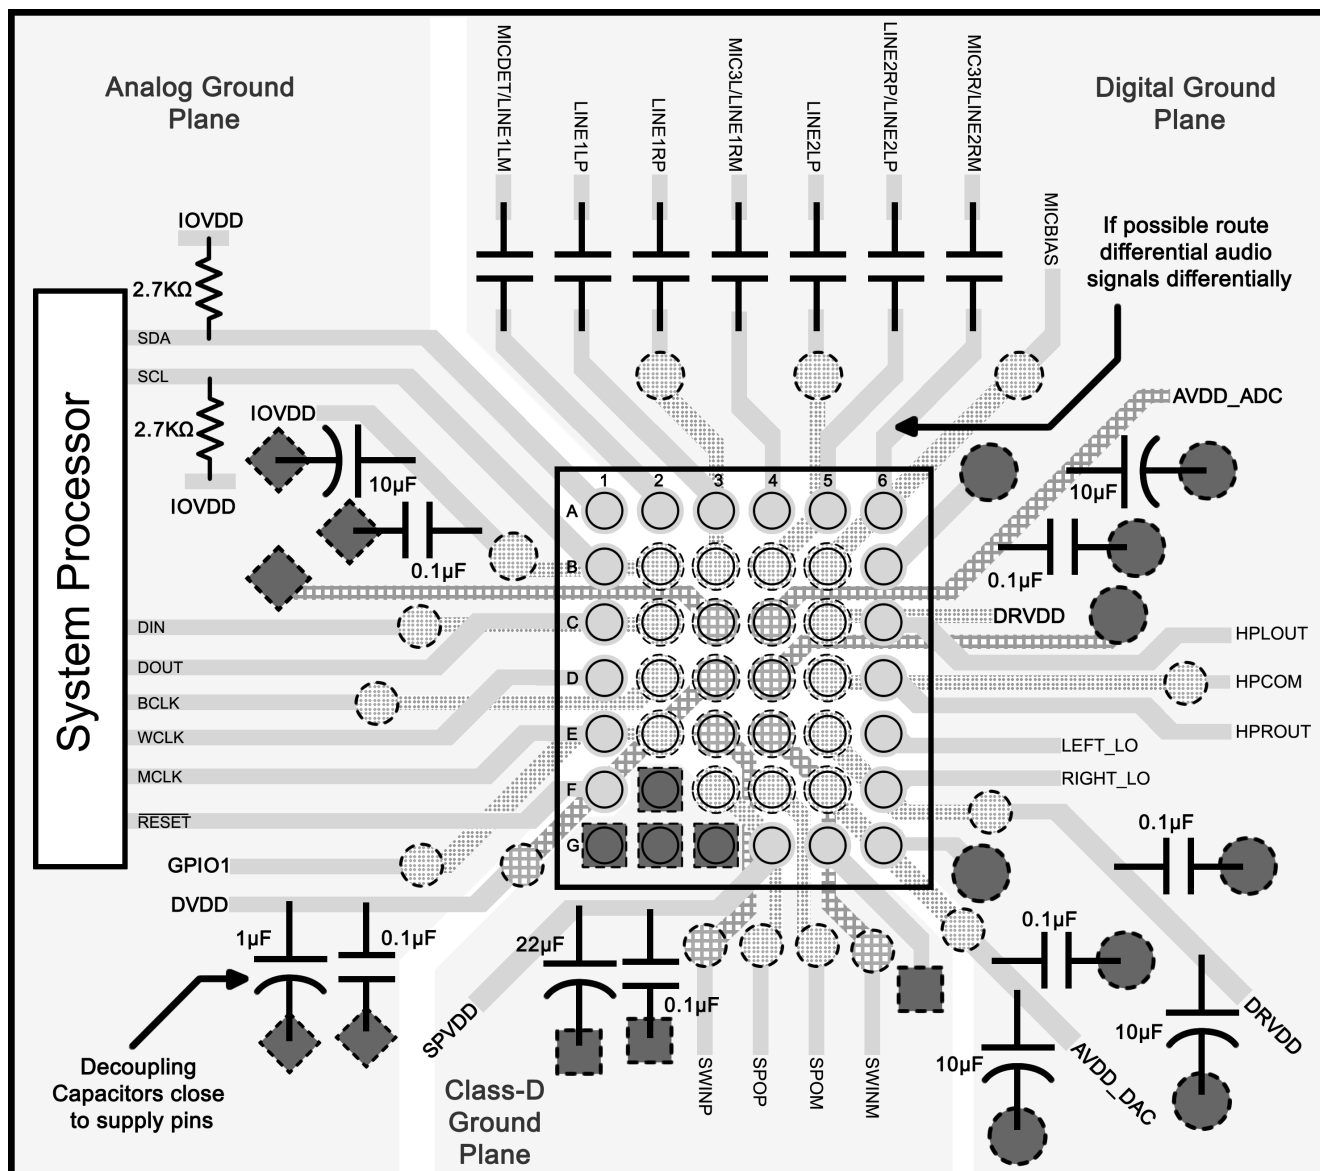 Analog Ground
Plane
Digital Ground
Plane
MICDET/LINE1LM
LINE1LP
LINE1RP
MIC3L/LINE1RM
LINE2LP
LINE2RP/LINE2LP
MIC3R/LINE2RM
MICBIAS
If possible route
differential audio
signals differentially
IOVDD
2.7KΩ
SDA
SCL
2.7KΩ
IOVDD
IOVDD
10µF
0.1µF
System Processor
AVDD_ADC
10µF
0.1µF
1 2 3 4 5 6
A
B
C
D
E
F
G
DRVDD
HPLOUT
HPCOM
HPROUT
LEFT_LO
RIGHT_LO
DIN
DOUT
BCLK
WCLK
MCLK
RESET
GPIO1
DVDD
1µF
0.1µF
22µF
0.1µF
SPVDD
SWINP
SPOP
SPOM
SWINM
0.1µF
0.1µF
10µF
10µF
DRVDD
AVDD_DAC
Decoupling
Capacitors close
to supply pins
Class-D
Ground
Plane